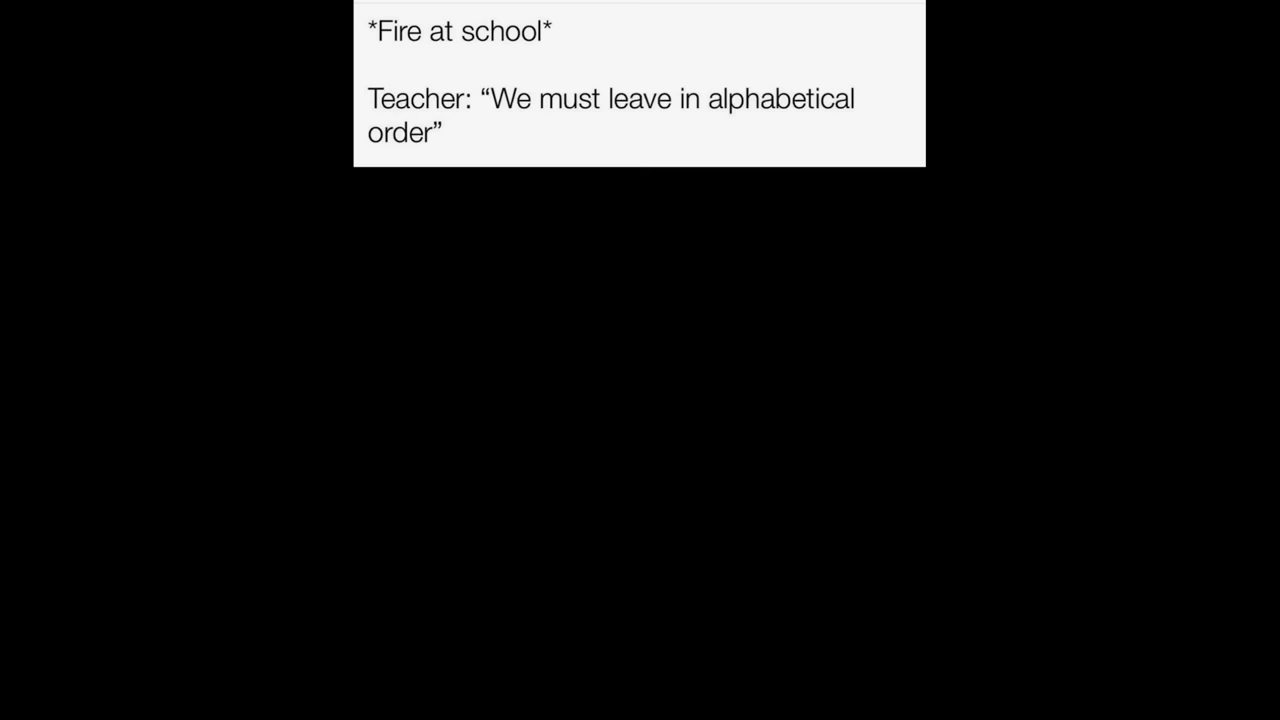 *Fire at school*
Teacher: “We must leave in alphabetical
order”